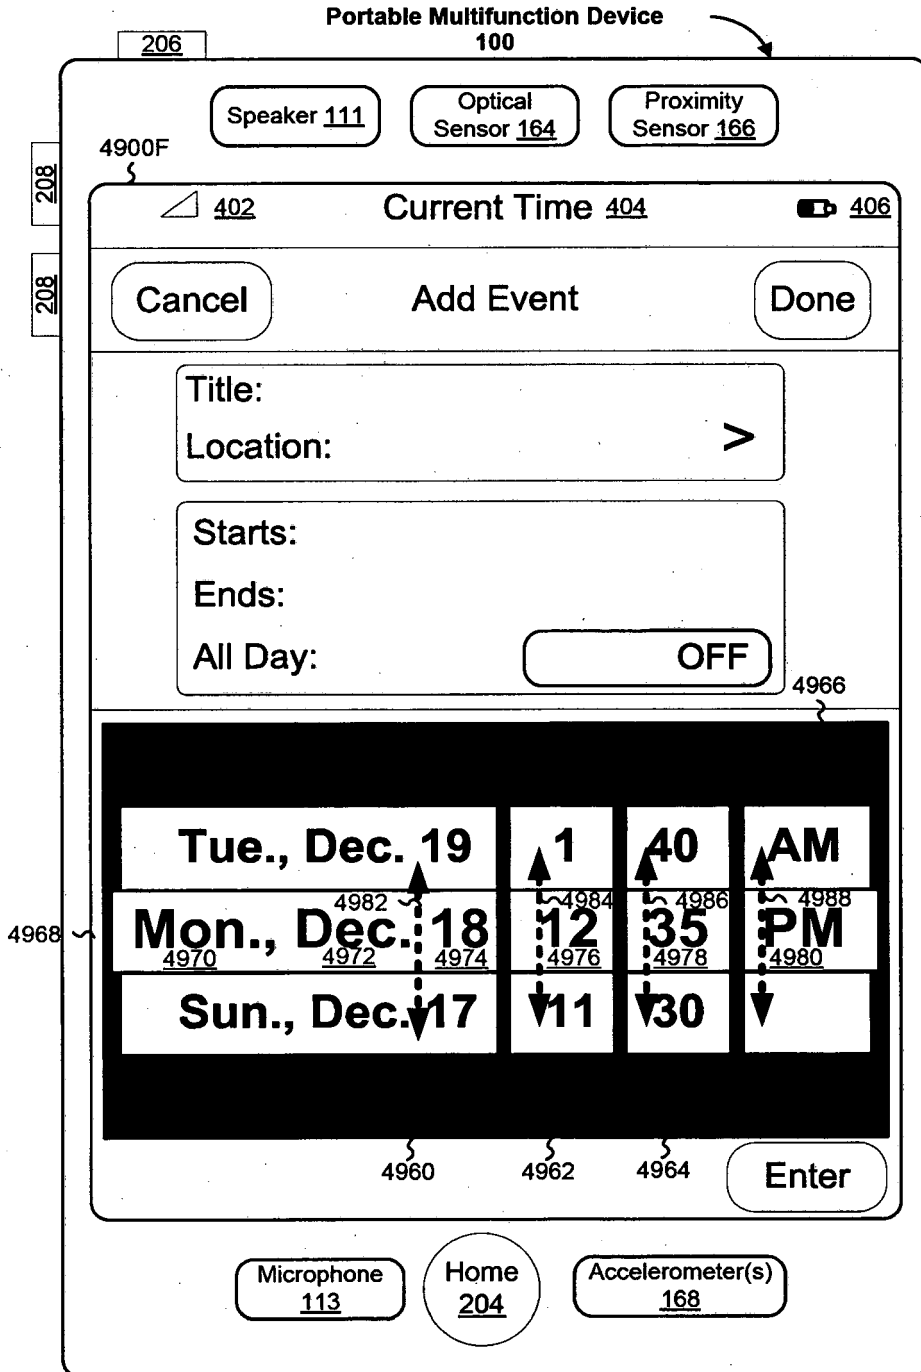 Portable Multifunction Device
100
206
Speaker 111
Optical
Sensor 164
Proximity
Sensor 166
4900F
208
208
402
Current Time 404
406
Cancel
Add Event
Done
Title:
Location:
>
Starts:
Ends:
All Day:
OFF
4966
Tue., Dec. 19
1
40
AM
4982
4984
4986
4988
4968
Mon., Dec. 18
12
35
PM
4970
4972
4974
4976
4978
4980
Sun., Dec. 17
11
30
4960
4962
4964
Enter
Microphone
113
Home
204
Accelerometer(s)
168